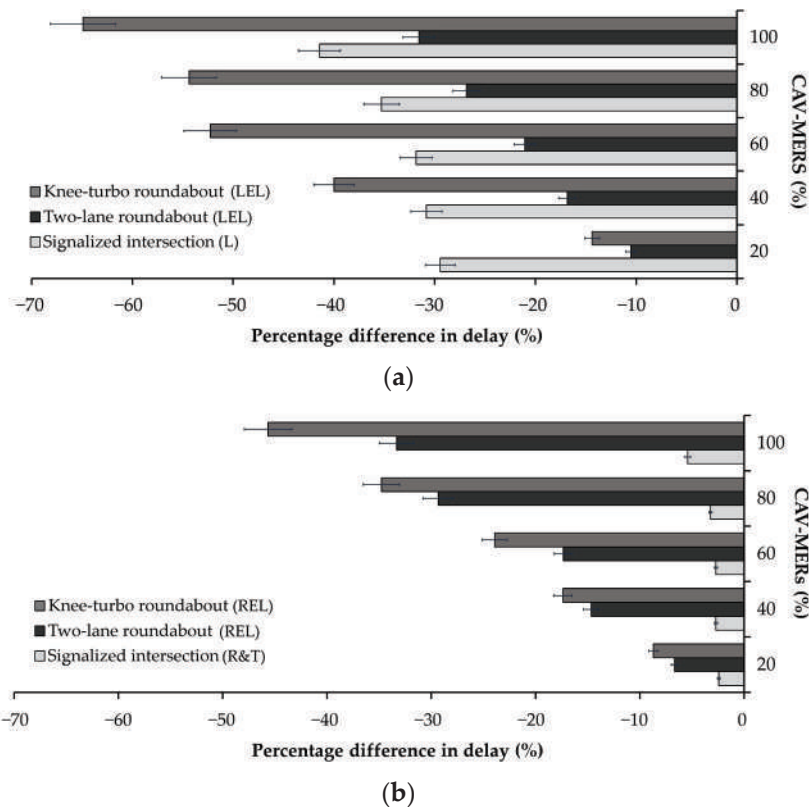 100
80
60
40
20
CAV-MERS (%)
Knee-turbo roundabout (LEL)
Two-lane roundabout (LEL)
Signalized intersection (L)
−70 −60 −50 −40 −30 −20 −10 0
Percentage difference in delay (%)
(a)
100
80
60
40
20
CAV-MERs (%)
Knee-turbo roundabout (REL)
Two-lane roundabout (REL)
Signalized intersection (R&T)
−70 −60 −50 −40 −30 −20 −10 0
Percentage difference in delay (%)
(b)